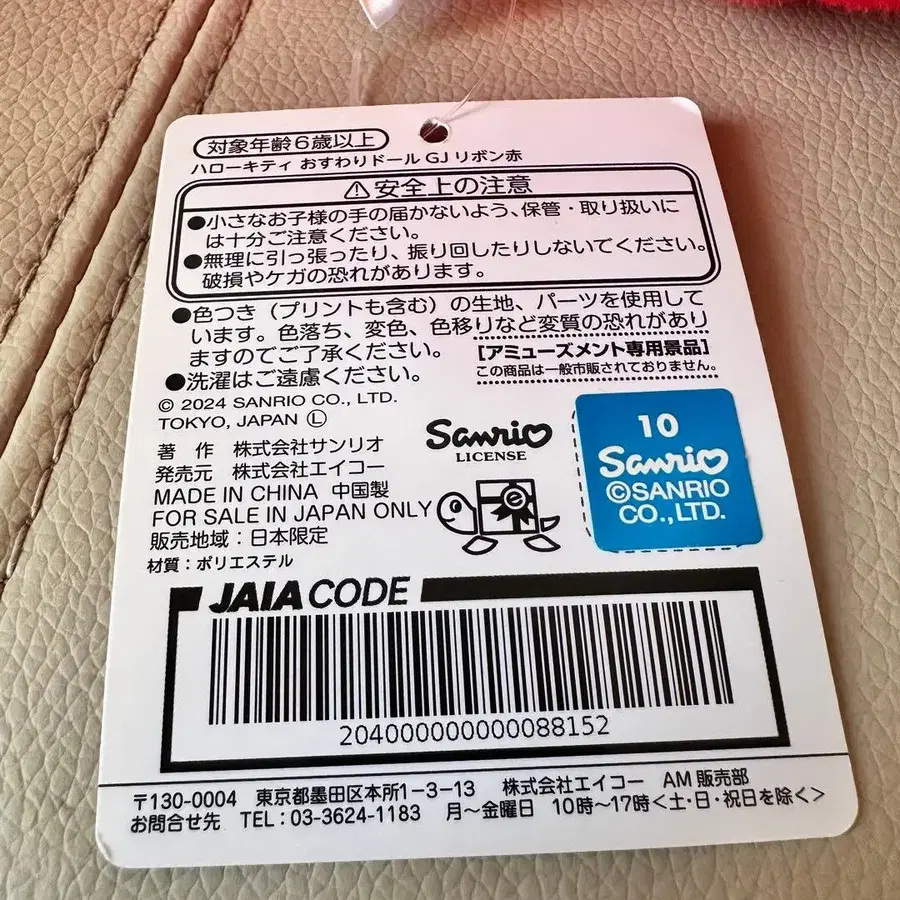 対象年齢6歳以上
ハローキティ おすわりドール GJ リボン赤
⚠安全上の注意
●小さなお子様の手の届かないよう、保管・取り扱いに
は十分ご注意ください。
●無理に引っ張ったり、振り回したりしないでください。
破損やケガの恐れがあります。
●色つき（プリントも含む）の生地、パーツを使用して
います。色落ち、変色、色移りなど変質の恐れがあり
ますのでご了承ください。
●洗濯はご遠慮ください。
【アミューズメント専用景品】
この商品は一般市販されておりません。
© 2024 SANRIO CO., LTD.
TOKYO, JAPAN Ⓛ
著 作 株式会社サンリオ
発売元 株式会社エイコー
MADE IN CHINA 中国製
FOR SALE IN JAPAN ONLY
販売地域：日本限定
材質：ポリエステル
Sanrio
LICENSE
e
10
Sanrio
©SANRIO
CO.,LTD.
JAIA CODE
204000000000088152
〒130-0004 東京都墨田区本所1-3-13 株式会社エイコー AM 販売部
お問合せ先 TEL：03-3624-1183 月〜金曜日 10時〜17時＜土・日・祝日を除く＞